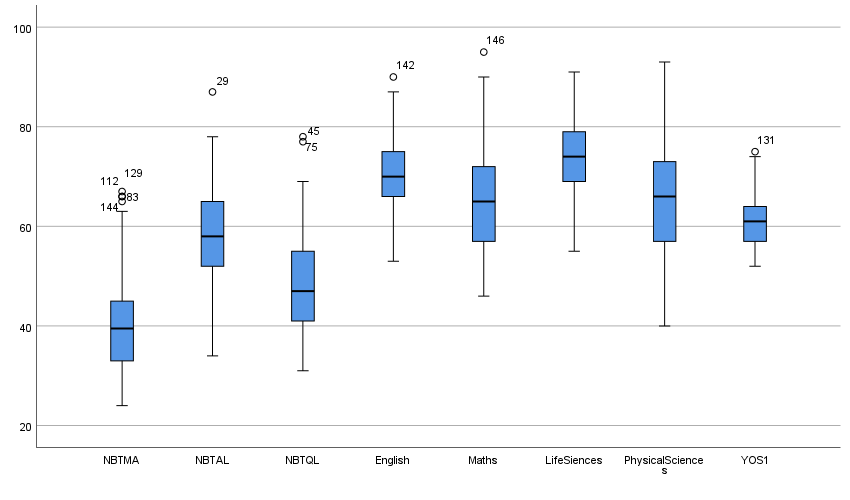 100
80
60
40
20
112
129
83
144
29
45
75
142
146
131
NBTMA
NBTAL
NBTQL
English
Maths
LifeSiences
PhysicalScience
s
YOS1